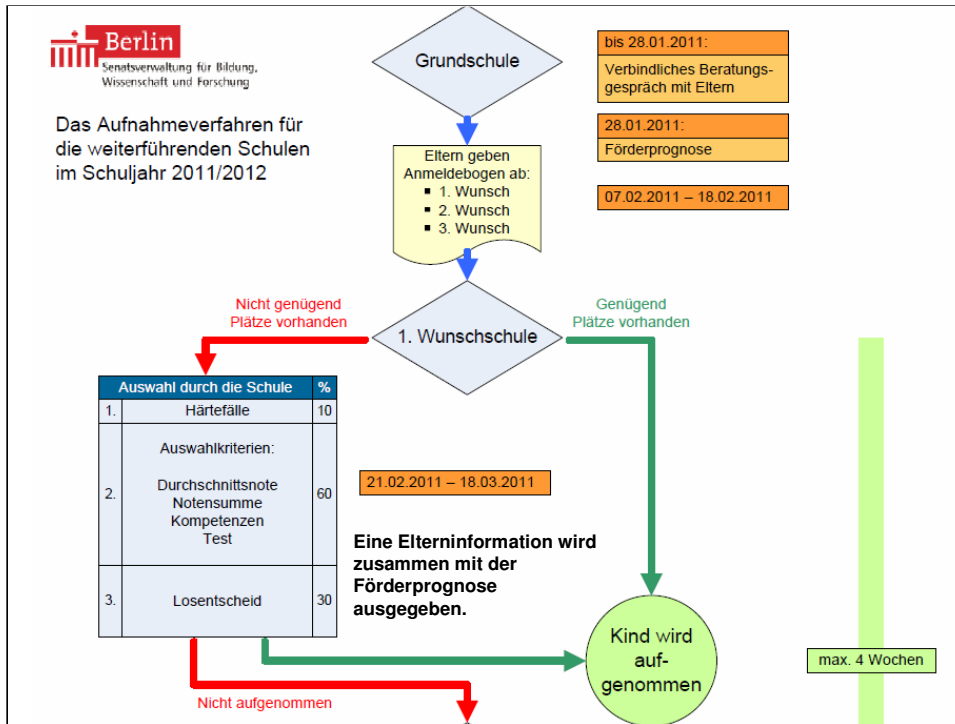 Berlin
Senatsverwaltung für Bildung,
Wissenschaft und Forschung
Das Aufnahmeverfahren für
die weiterführenden Schulen
im Schuljahr 2011/2012
Grundschule
bis 28.01.2011:
Verbindliches Beratungs-
gespräch mit Eltern
28.01.2011:
Förderprognose
Eltern geben
Anmeldebogen ab:
▪ 1. Wunsch
▪ 2. Wunsch
▪ 3. Wunsch
07.02.2011 – 18.02.2011
Nicht genügend
Plätze vorhanden
1. Wunschschule
Genügend
Plätze vorhanden
Auswahl durch die Schule %
1. Härtefälle 10
Auswahlkriterien:
2. Durchschnittsnote 60
Notensumme
Kompetenzen
Test
3. Losentscheid 30
21.02.2011 – 18.03.2011
Eine Elterninformation wird
zusammen mit der
Förderprognose
ausgegeben.
Kind wird
auf-
genommen
max. 4 Wochen
Nicht aufgenommen